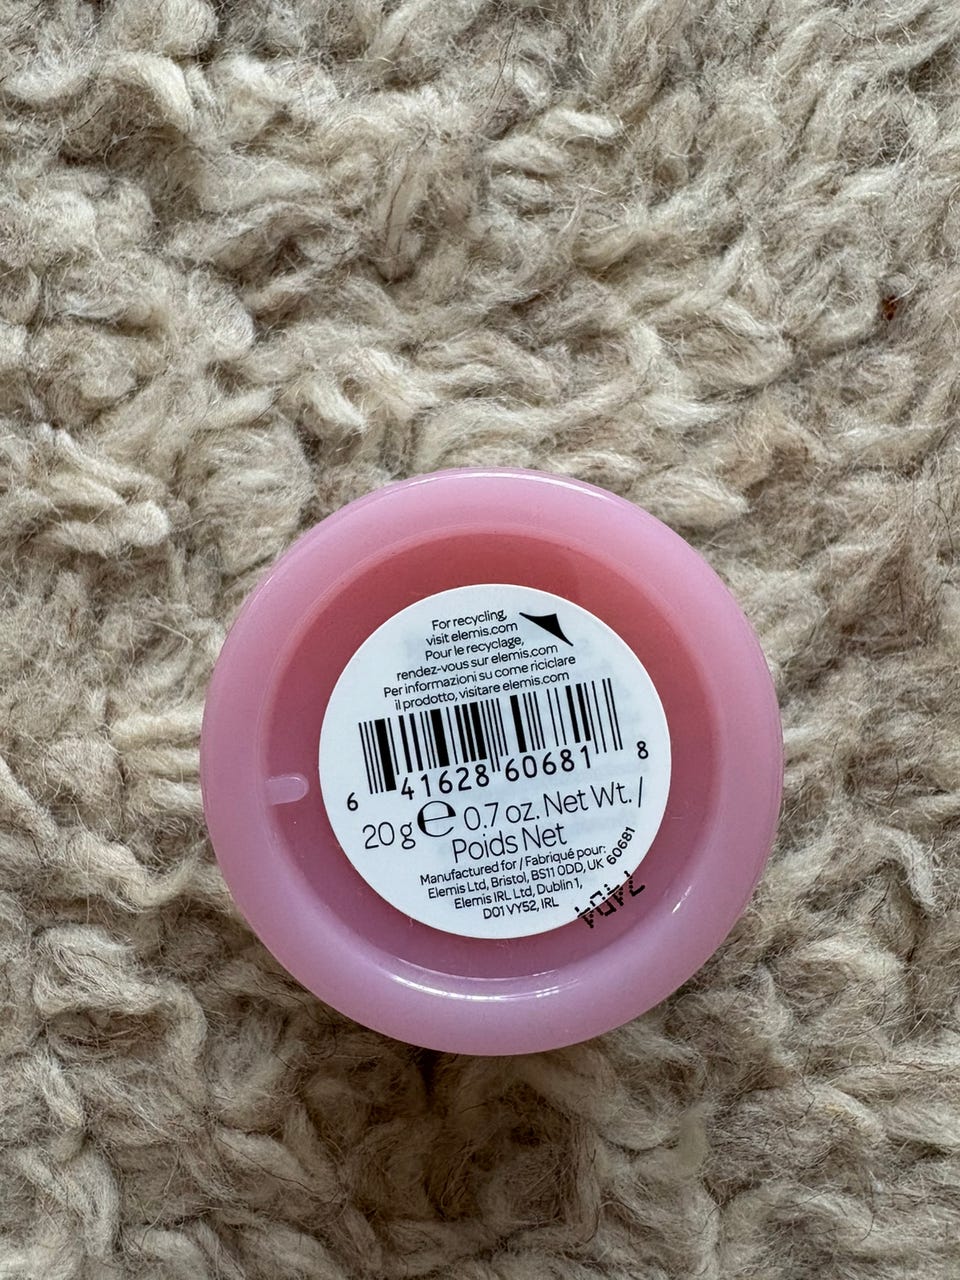 For recycling,
visit elemis.com
Pour le recyclage,
rendez-vous sur elemis.com
Per informazioni su come riciclare
il prodotto, visitare elemis.com
6 41628 60681 8
20 g e 0.7 oz. Net Wt. /
Poids Net
Manufactured for / Fabriqué pour:
Elemis Ltd, Bristol, BS11 0DD, UK
Elemis IRL Ltd, Dublin 1,
D01 VY52, IRL
60681